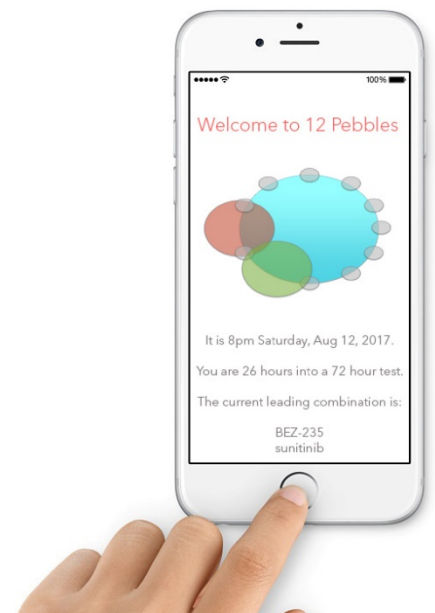 100%
Welcome to 12 Pebbles
It is 8pm Saturday, Aug 12, 2017.
You are 26 hours into a 72 hour test.
The current leading combination is:
BEZ-235
sunitinib